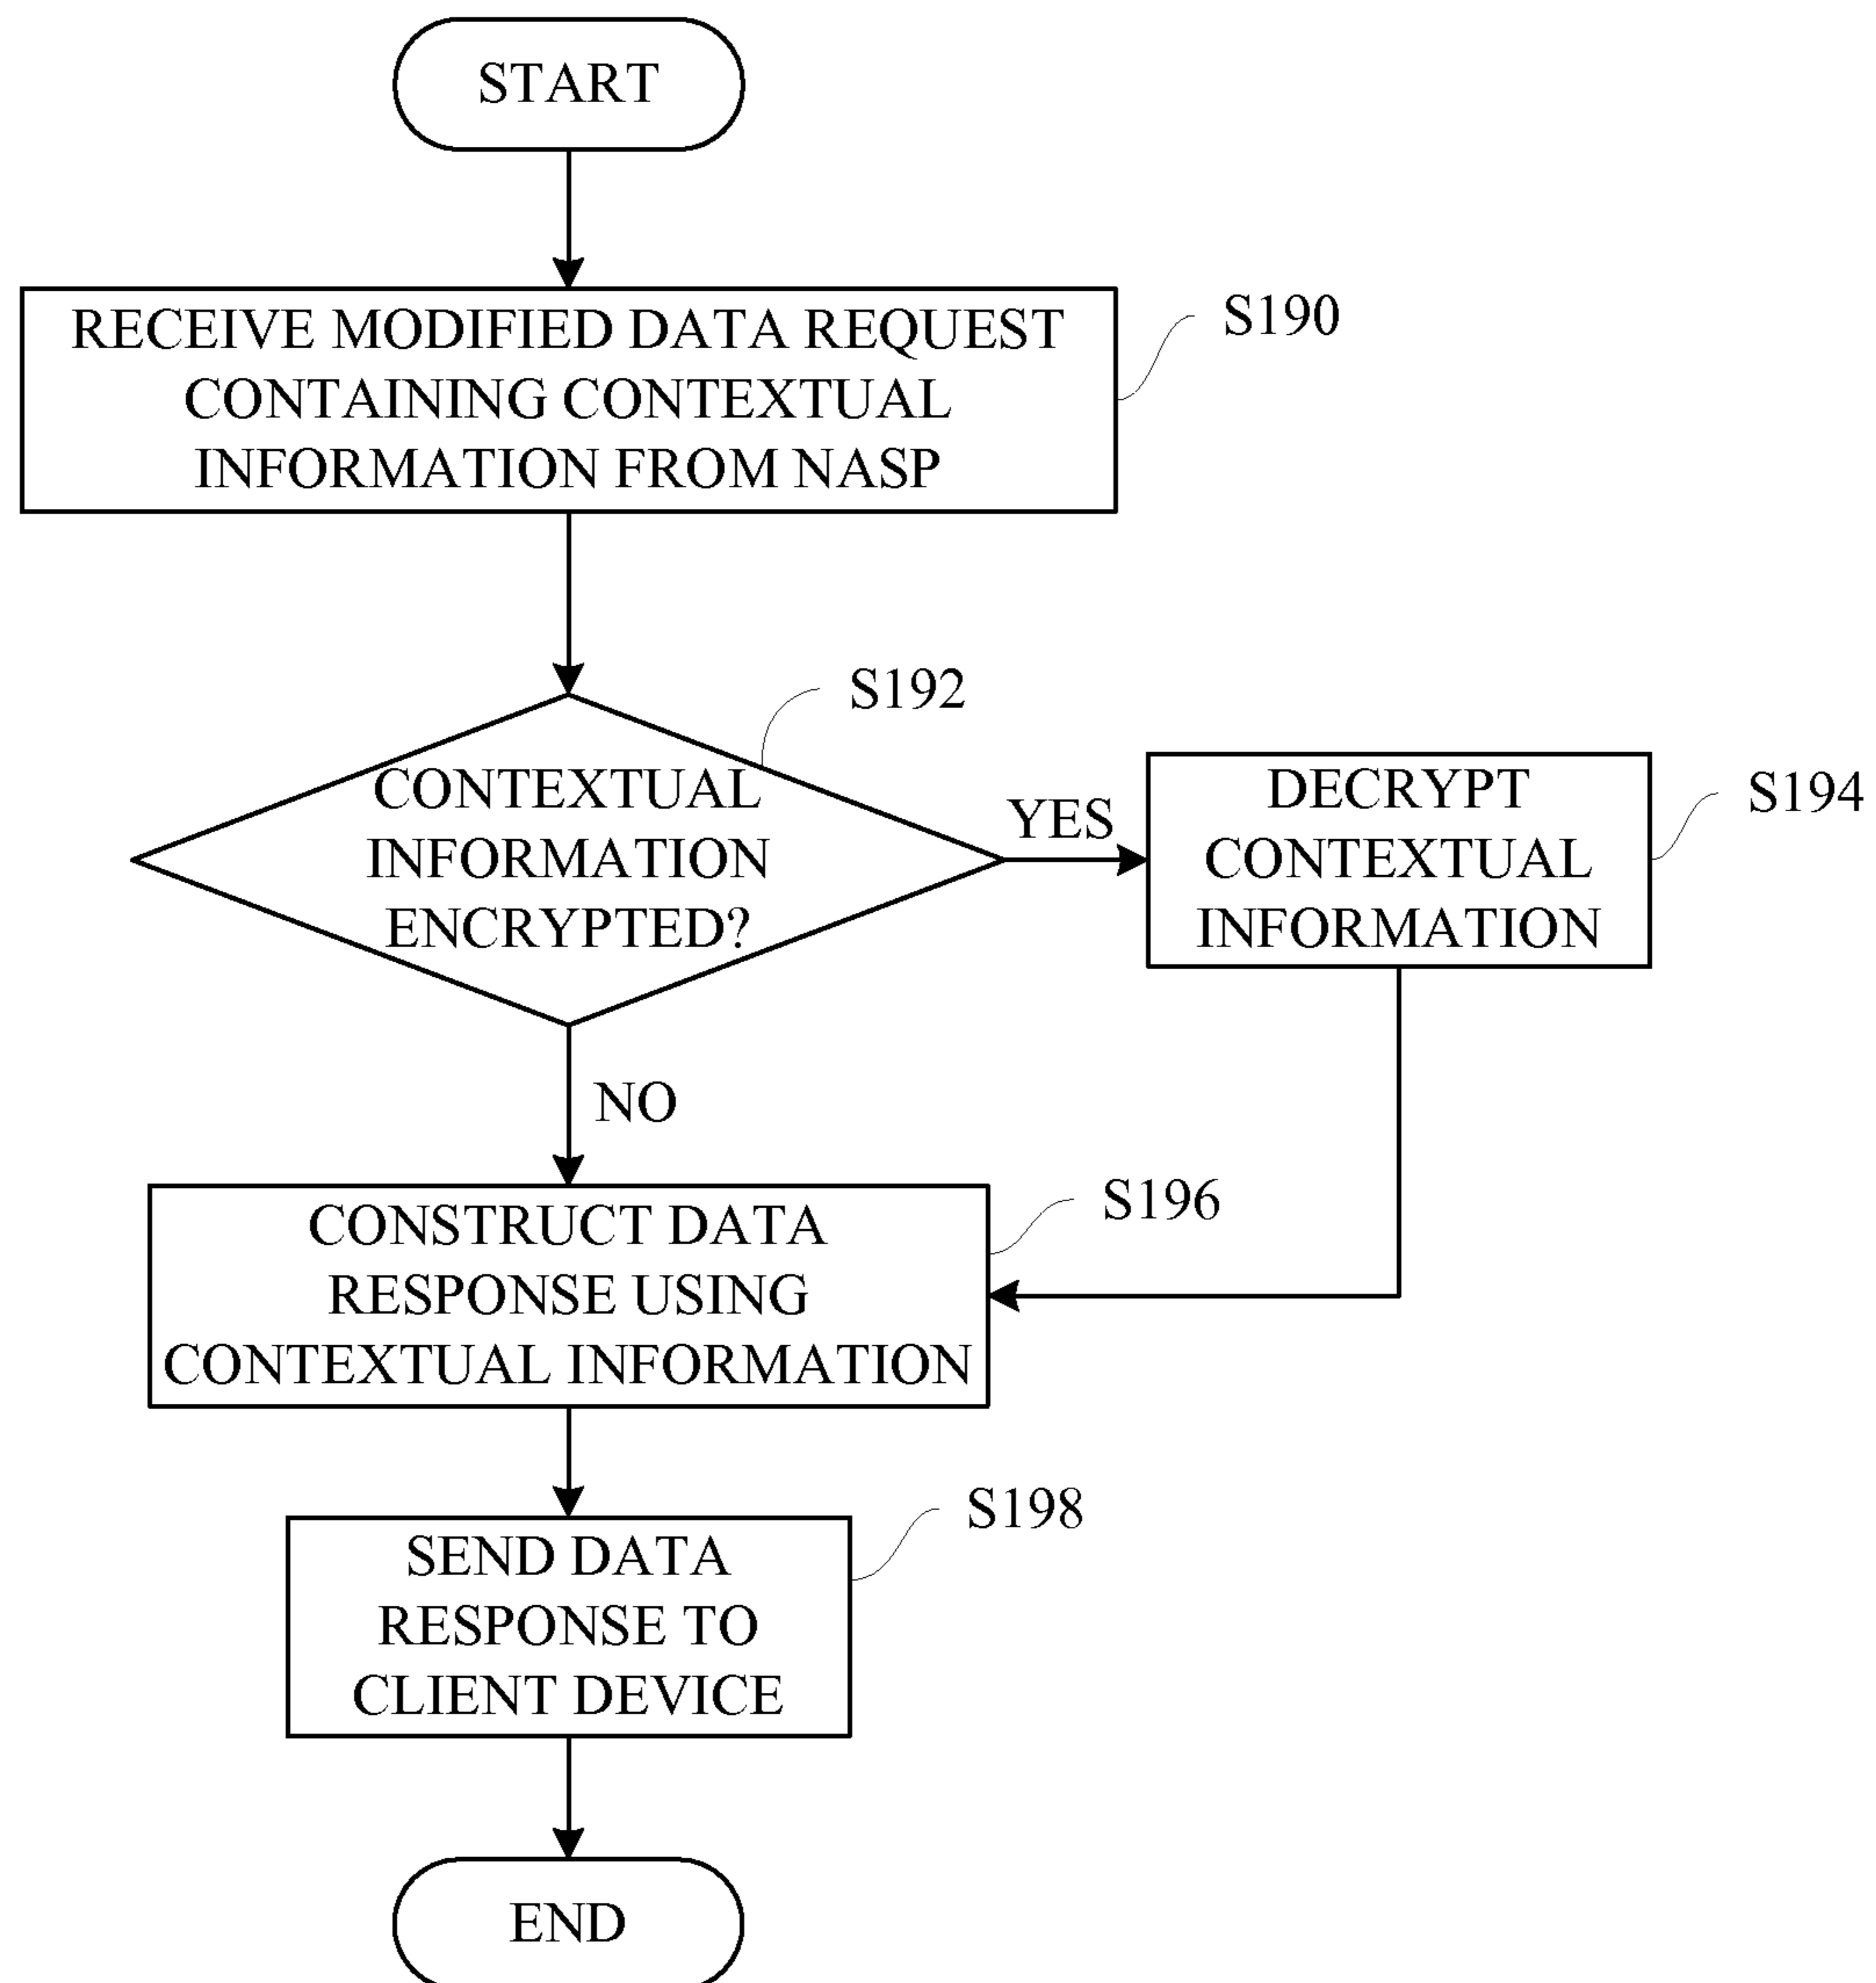 START
RECEIVE MODIFIED DATA REQUEST
CONTAINING CONTEXTUAL
INFORMATION FROM NASP
S190
S192
CONTEXTUAL
INFORMATION
ENCRYPTED?
YES
DECRYPT
CONTEXTUAL
INFORMATION
S194
NO
CONSTRUCT DATA
RESPONSE USING
CONTEXTUAL INFORMATION
S196
SEND DATA
RESPONSE TO
CLIENT DEVICE
S198
END